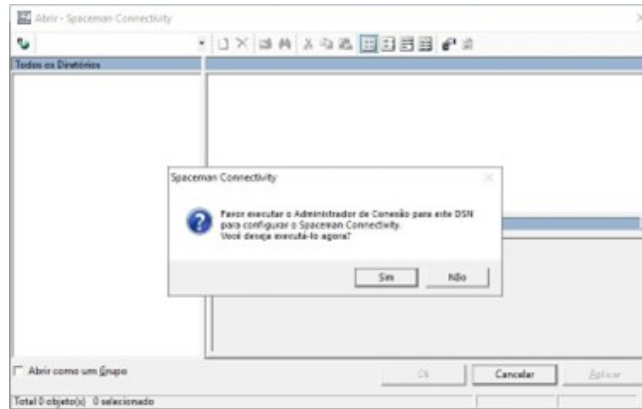 Abrir - Spaceman Connectivity
Todos os Diretórios
Spaceman Connectivity
Favor executar o Administrador de Conexão para este DSN
para configurar o Spaceman Connectivity.
Você deseja executá-lo agora?
Sim Não
Abrir como um Grupo
Ok Cancelar Aplicar
Total 0 objeto(s) 0 selecionado